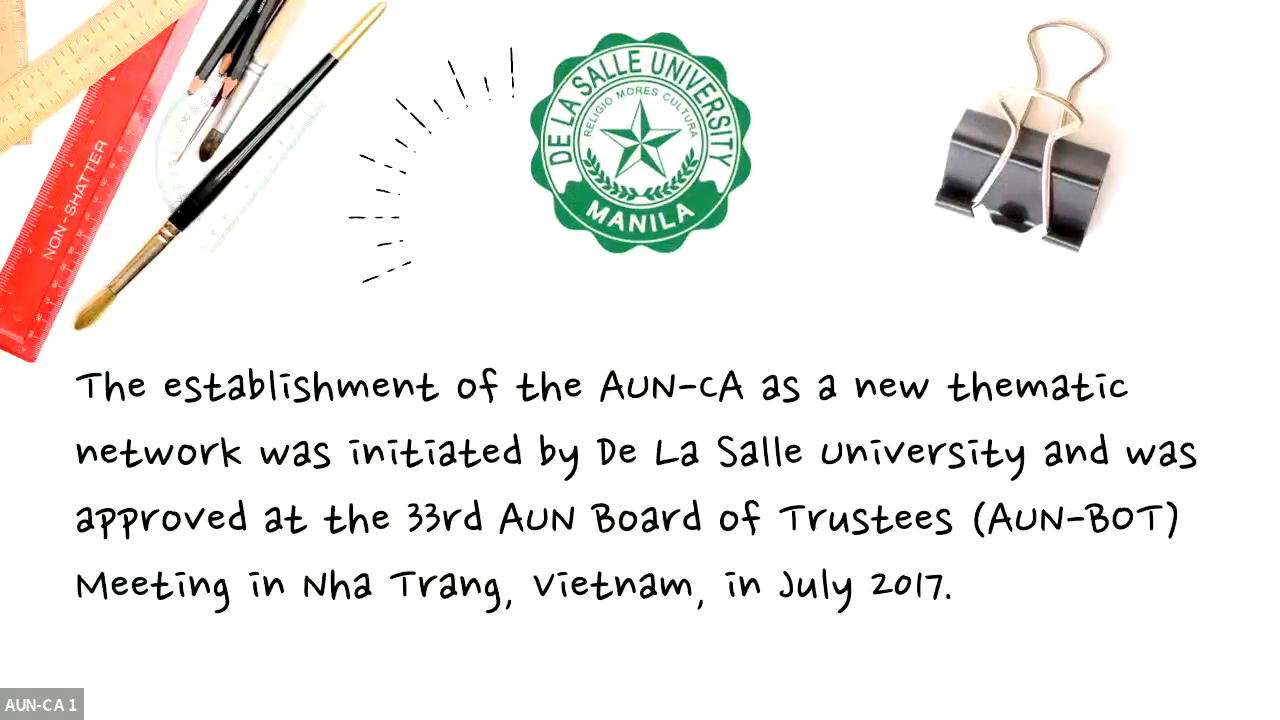 NON-SHATTER
DE LA SALLE UNIVERSITY
RELIGIO MORES CULTURA
MANILA
The establishment of the AUN-CA as a new thematic
network was initiated by De La Salle University and was
approved at the 33rd AUN Board of Trustees (AUN-BOT)
Meeting in Nha Trang, Vietnam, in July 2017.
AUN-CA 1